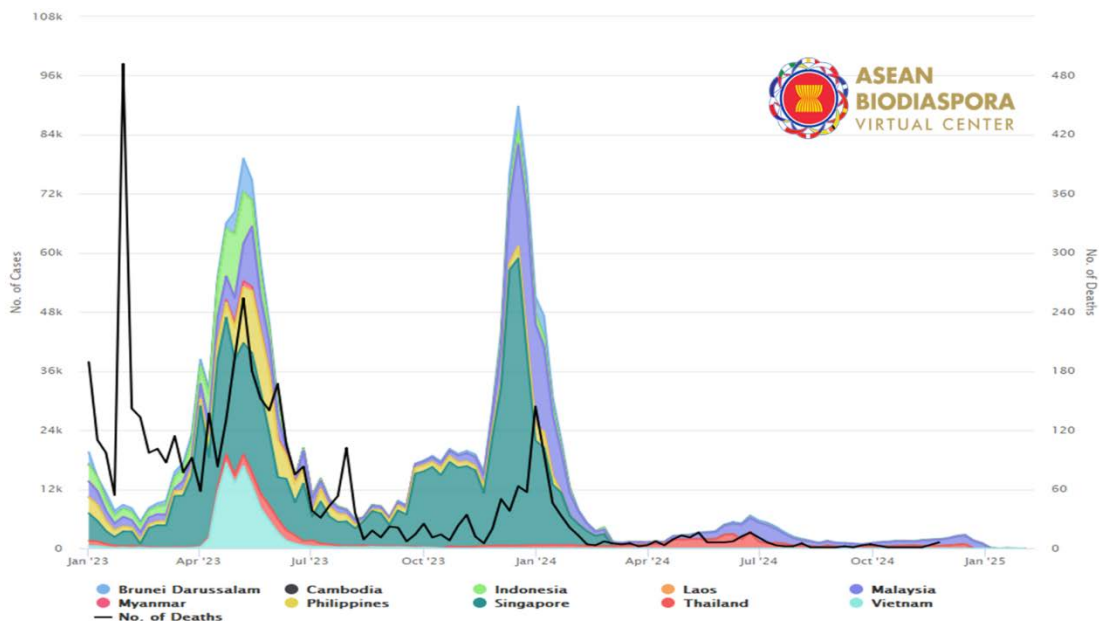 108k
96k 480
84k 420
72k 360
60k 300
48k 240
36k 180
24k 120
12k 60
0 0
No. of Cases
No. of Deaths
ASEAN
BIODIASPORA
VIRTUAL CENTER
Jan '23 Apr '23 Jul '23 Oct '23 Jan '24 Apr '24 Jul '24 Oct '24 Jan '25
Brunei Darussalam Cambodia Indonesia Laos Malaysia
Myanmar Philippines Singapore Thailand Vietnam
No. of Deaths